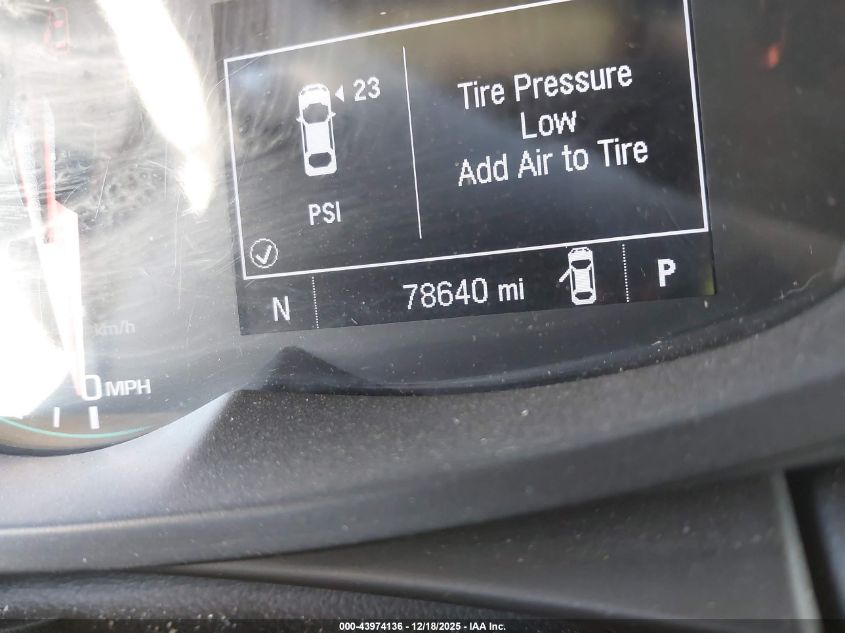 23
Tire Pressure
Low
Add Air to Tire
PSI
N
78640 mi
P
km/h
0 MPH
000-43974136 - 12/18/2025 - IAA Inc.